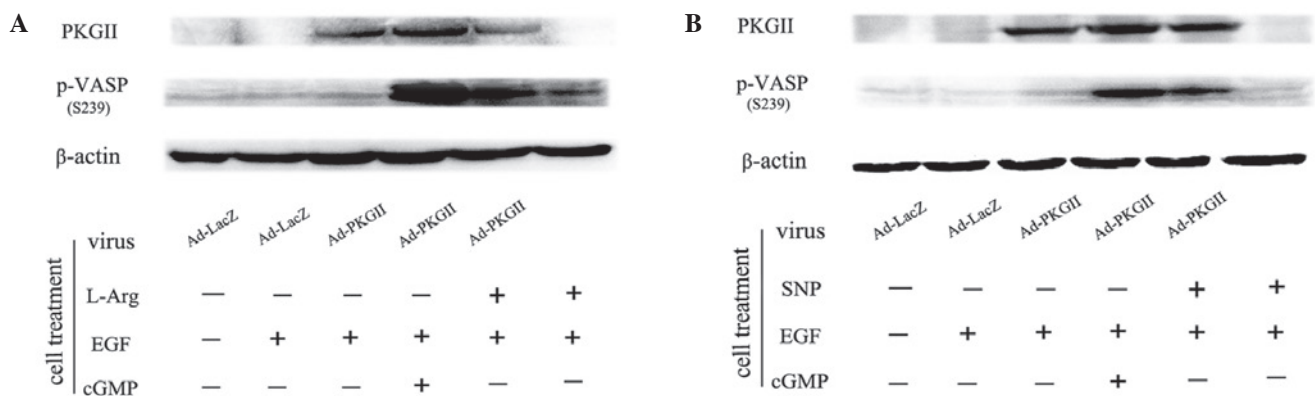 A
PKGII
p-VASP
(S239)
β-actin
virus
Ad-LacZ Ad-LacZ Ad-PKGII Ad-PKGII Ad-PKGII
cell treatment
L-Arg — — — — + +
EGF — + + + + +
cGMP — — — + — —
B
PKGII
p-VASP
(S239)
β-actin
virus
Ad-LacZ Ad-LacZ Ad-PKGII Ad-PKGII Ad-PKGII
cell treatment
SNP — — — — + +
EGF — + + + + +
cGMP — — — + — —